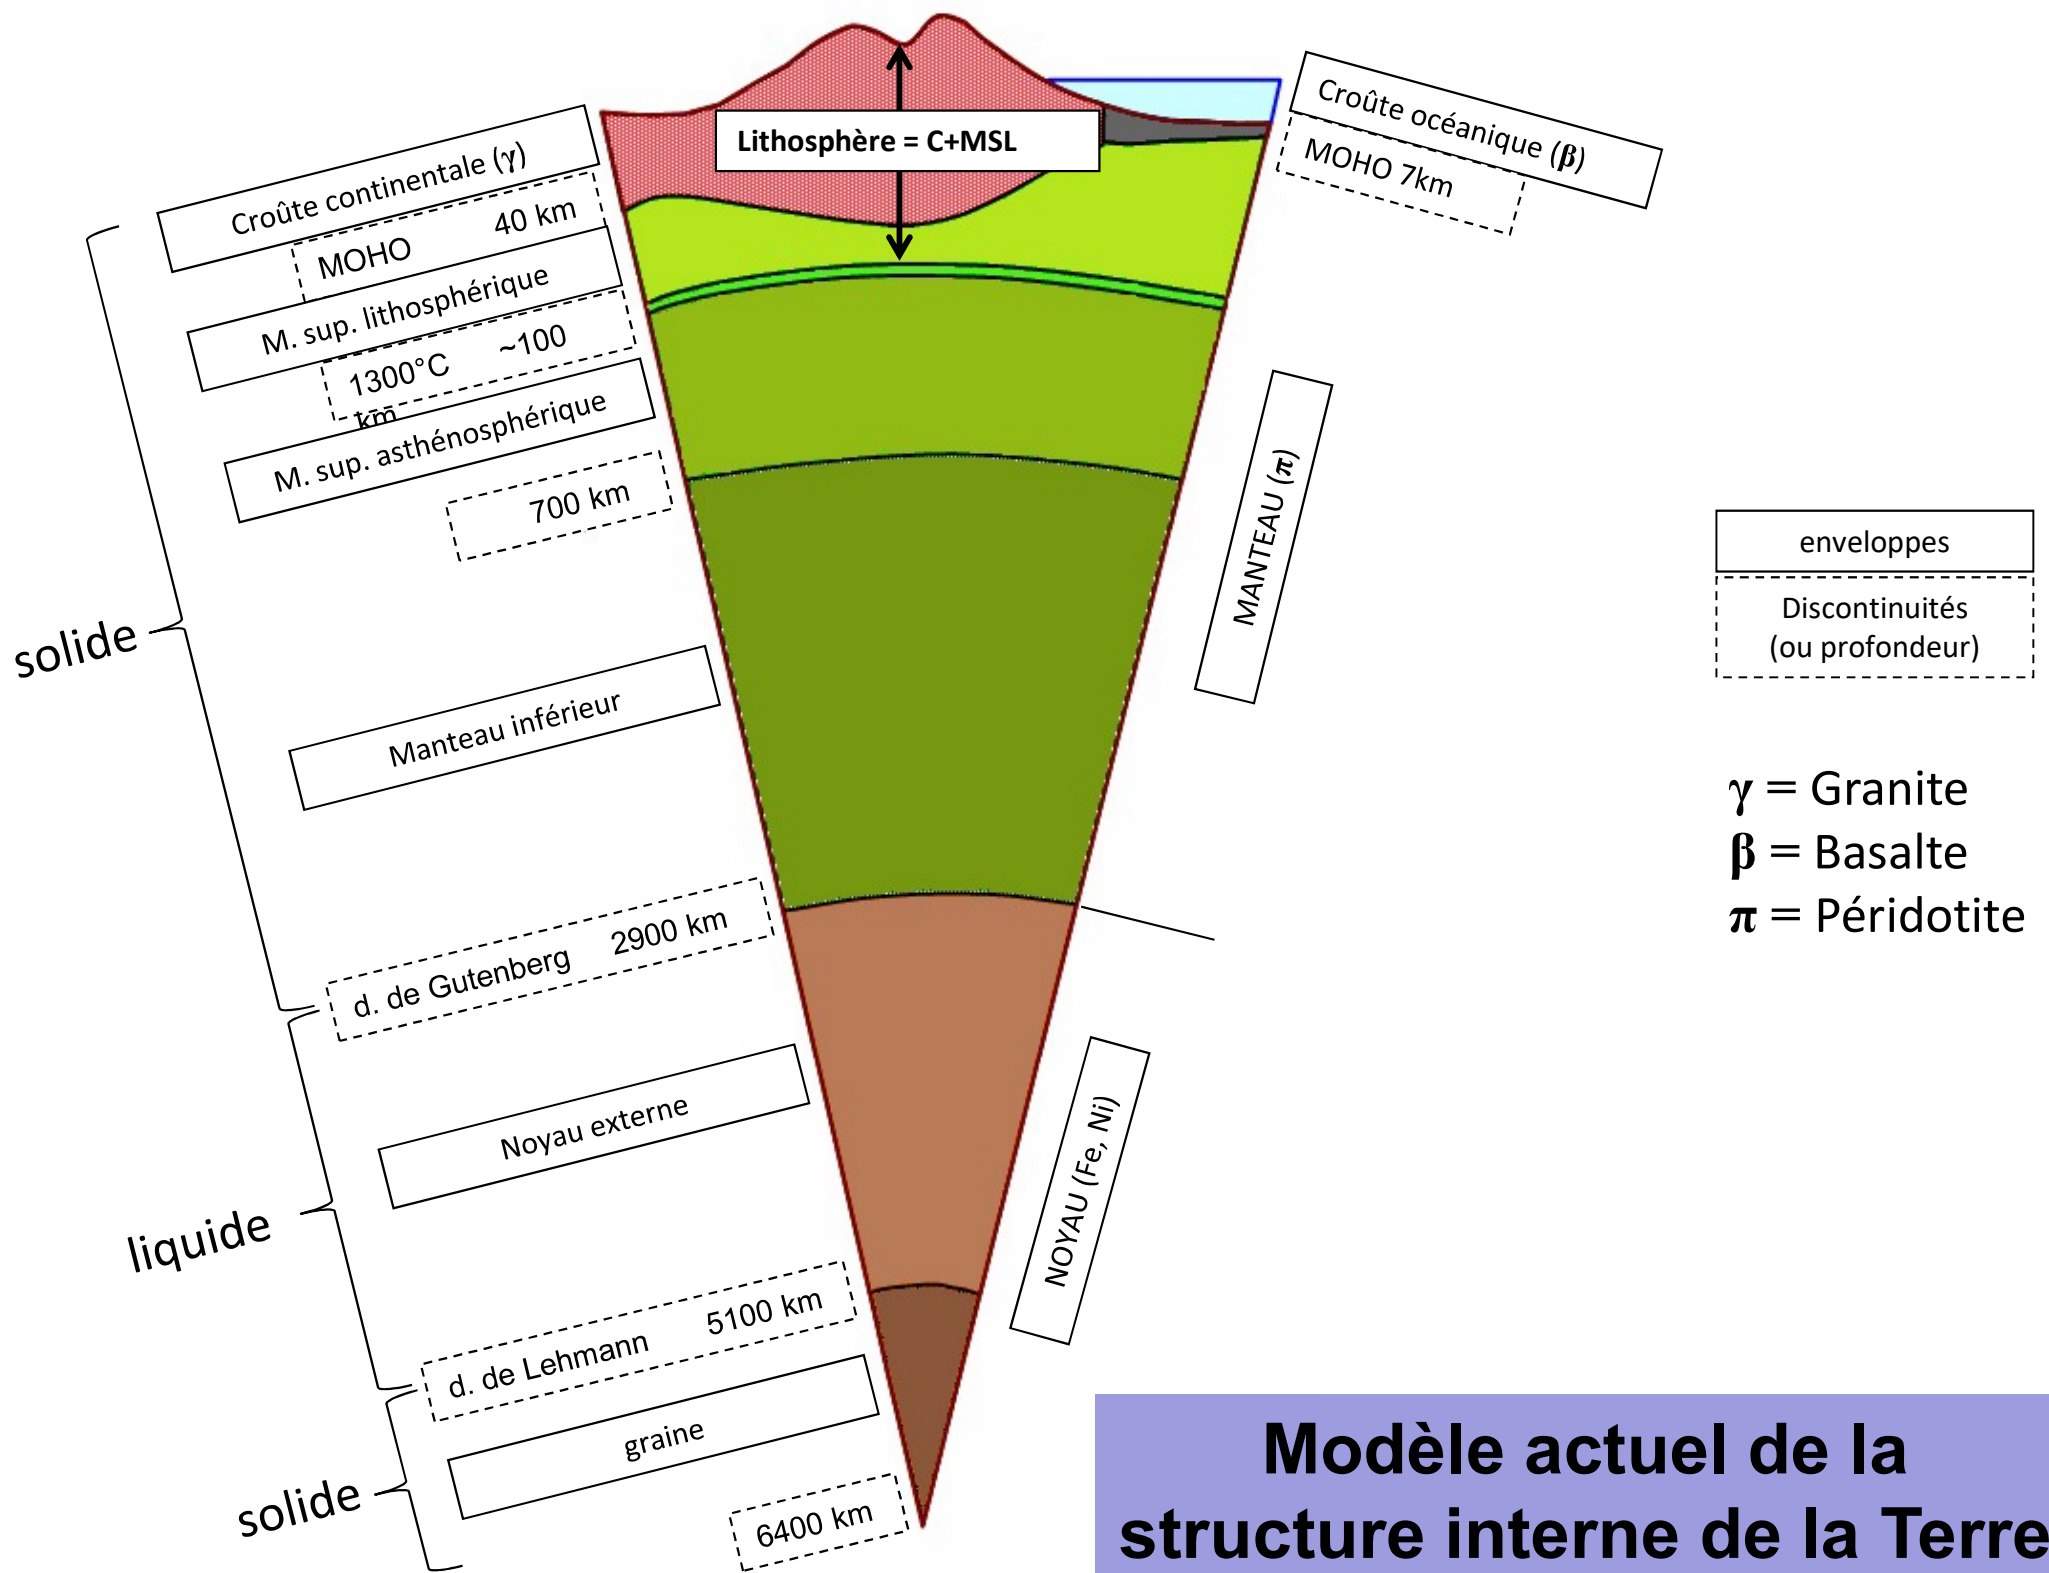 Lithosphère = C+MSL
Croûte océanique (β)
MOHO 7km
Croûte continentale (γ)
MOHO 40 km
M. sup. lithosphérique
1300°C ~100
km
M. sup. asthénosphérique
700 km
MANTEAU (π)
enveloppes
Discontinuités
(ou profondeur)
solide
Manteau inférieur
γ = Granite
β = Basalte
π = Péridotite
d. de Gutenberg 2900 km
Noyau externe
NOYAU (Fe, Ni)
liquide
d. de Lehmann 5100 km
graine
solide
6400 km
Modèle actuel de la
structure interne de la Terre